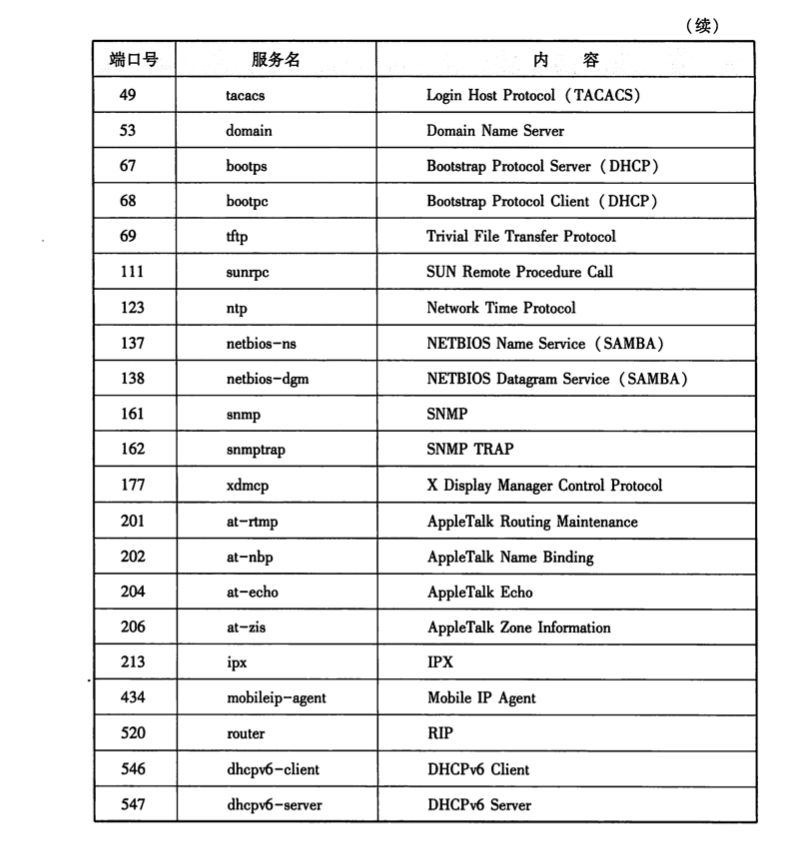 （续）
端口号 服务名 内 容
49 tacacs Login Host Protocol（TACACS）
53 domain Domain Name Server
67 bootps Bootstrap Protocol Server（DHCP）
68 bootpc Bootstrap Protocol Client（DHCP）
69 tftp Trivial File Transfer Protocol
111 sunrpc SUN Remote Procedure Call
123 ntp Network Time Protocol
137 netbios-ns NETBIOS Name Service（SAMBA）
138 netbios-dgm NETBIOS Datagram Service（SAMBA）
161 snmp SNMP
162 snmptrap SNMP TRAP
177 xdmcp X Display Manager Control Protocol
201 at-rtmp AppleTalk Routing Maintenance
202 at-nbp AppleTalk Name Binding
204 at-echo AppleTalk Echo
206 at-zis AppleTalk Zone Information
213 ipx IPX
434 mobileip-agent Mobile IP Agent
520 router RIP
546 dhcpv6-client DHCPv6 Client
547 dhcpv6-server DHCPv6 Server